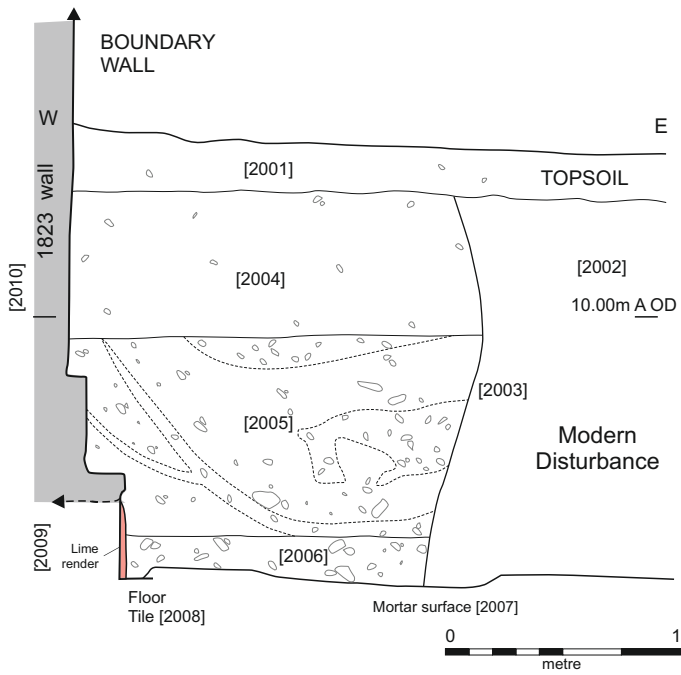 BOUNDARY
WALL
W
E
[2001]
TOPSOIL
1823 wall
[2010]
[2004]
[2002]
10.00m A OD
[2003]
[2005]
Modern
Disturbance
[2009]
Lime
render
[2006]
Floor
Tile [2008]
Mortar surface [2007]
0 1
metre